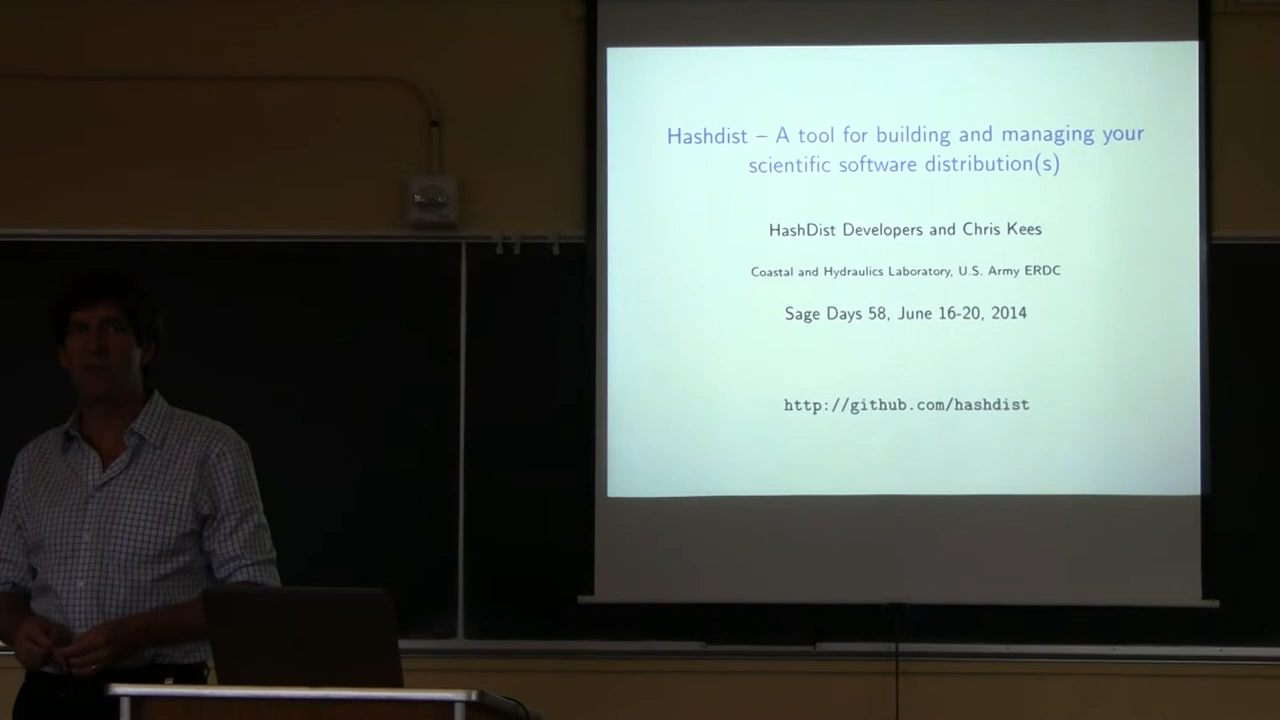 Hashdist – A tool for building and managing your
scientific software distribution(s)
HashDist Developers and Chris Kees
Coastal and Hydraulics Laboratory, U.S. Army ERDC
Sage Days 58, June 16-20, 2014
http://github.com/hashdist